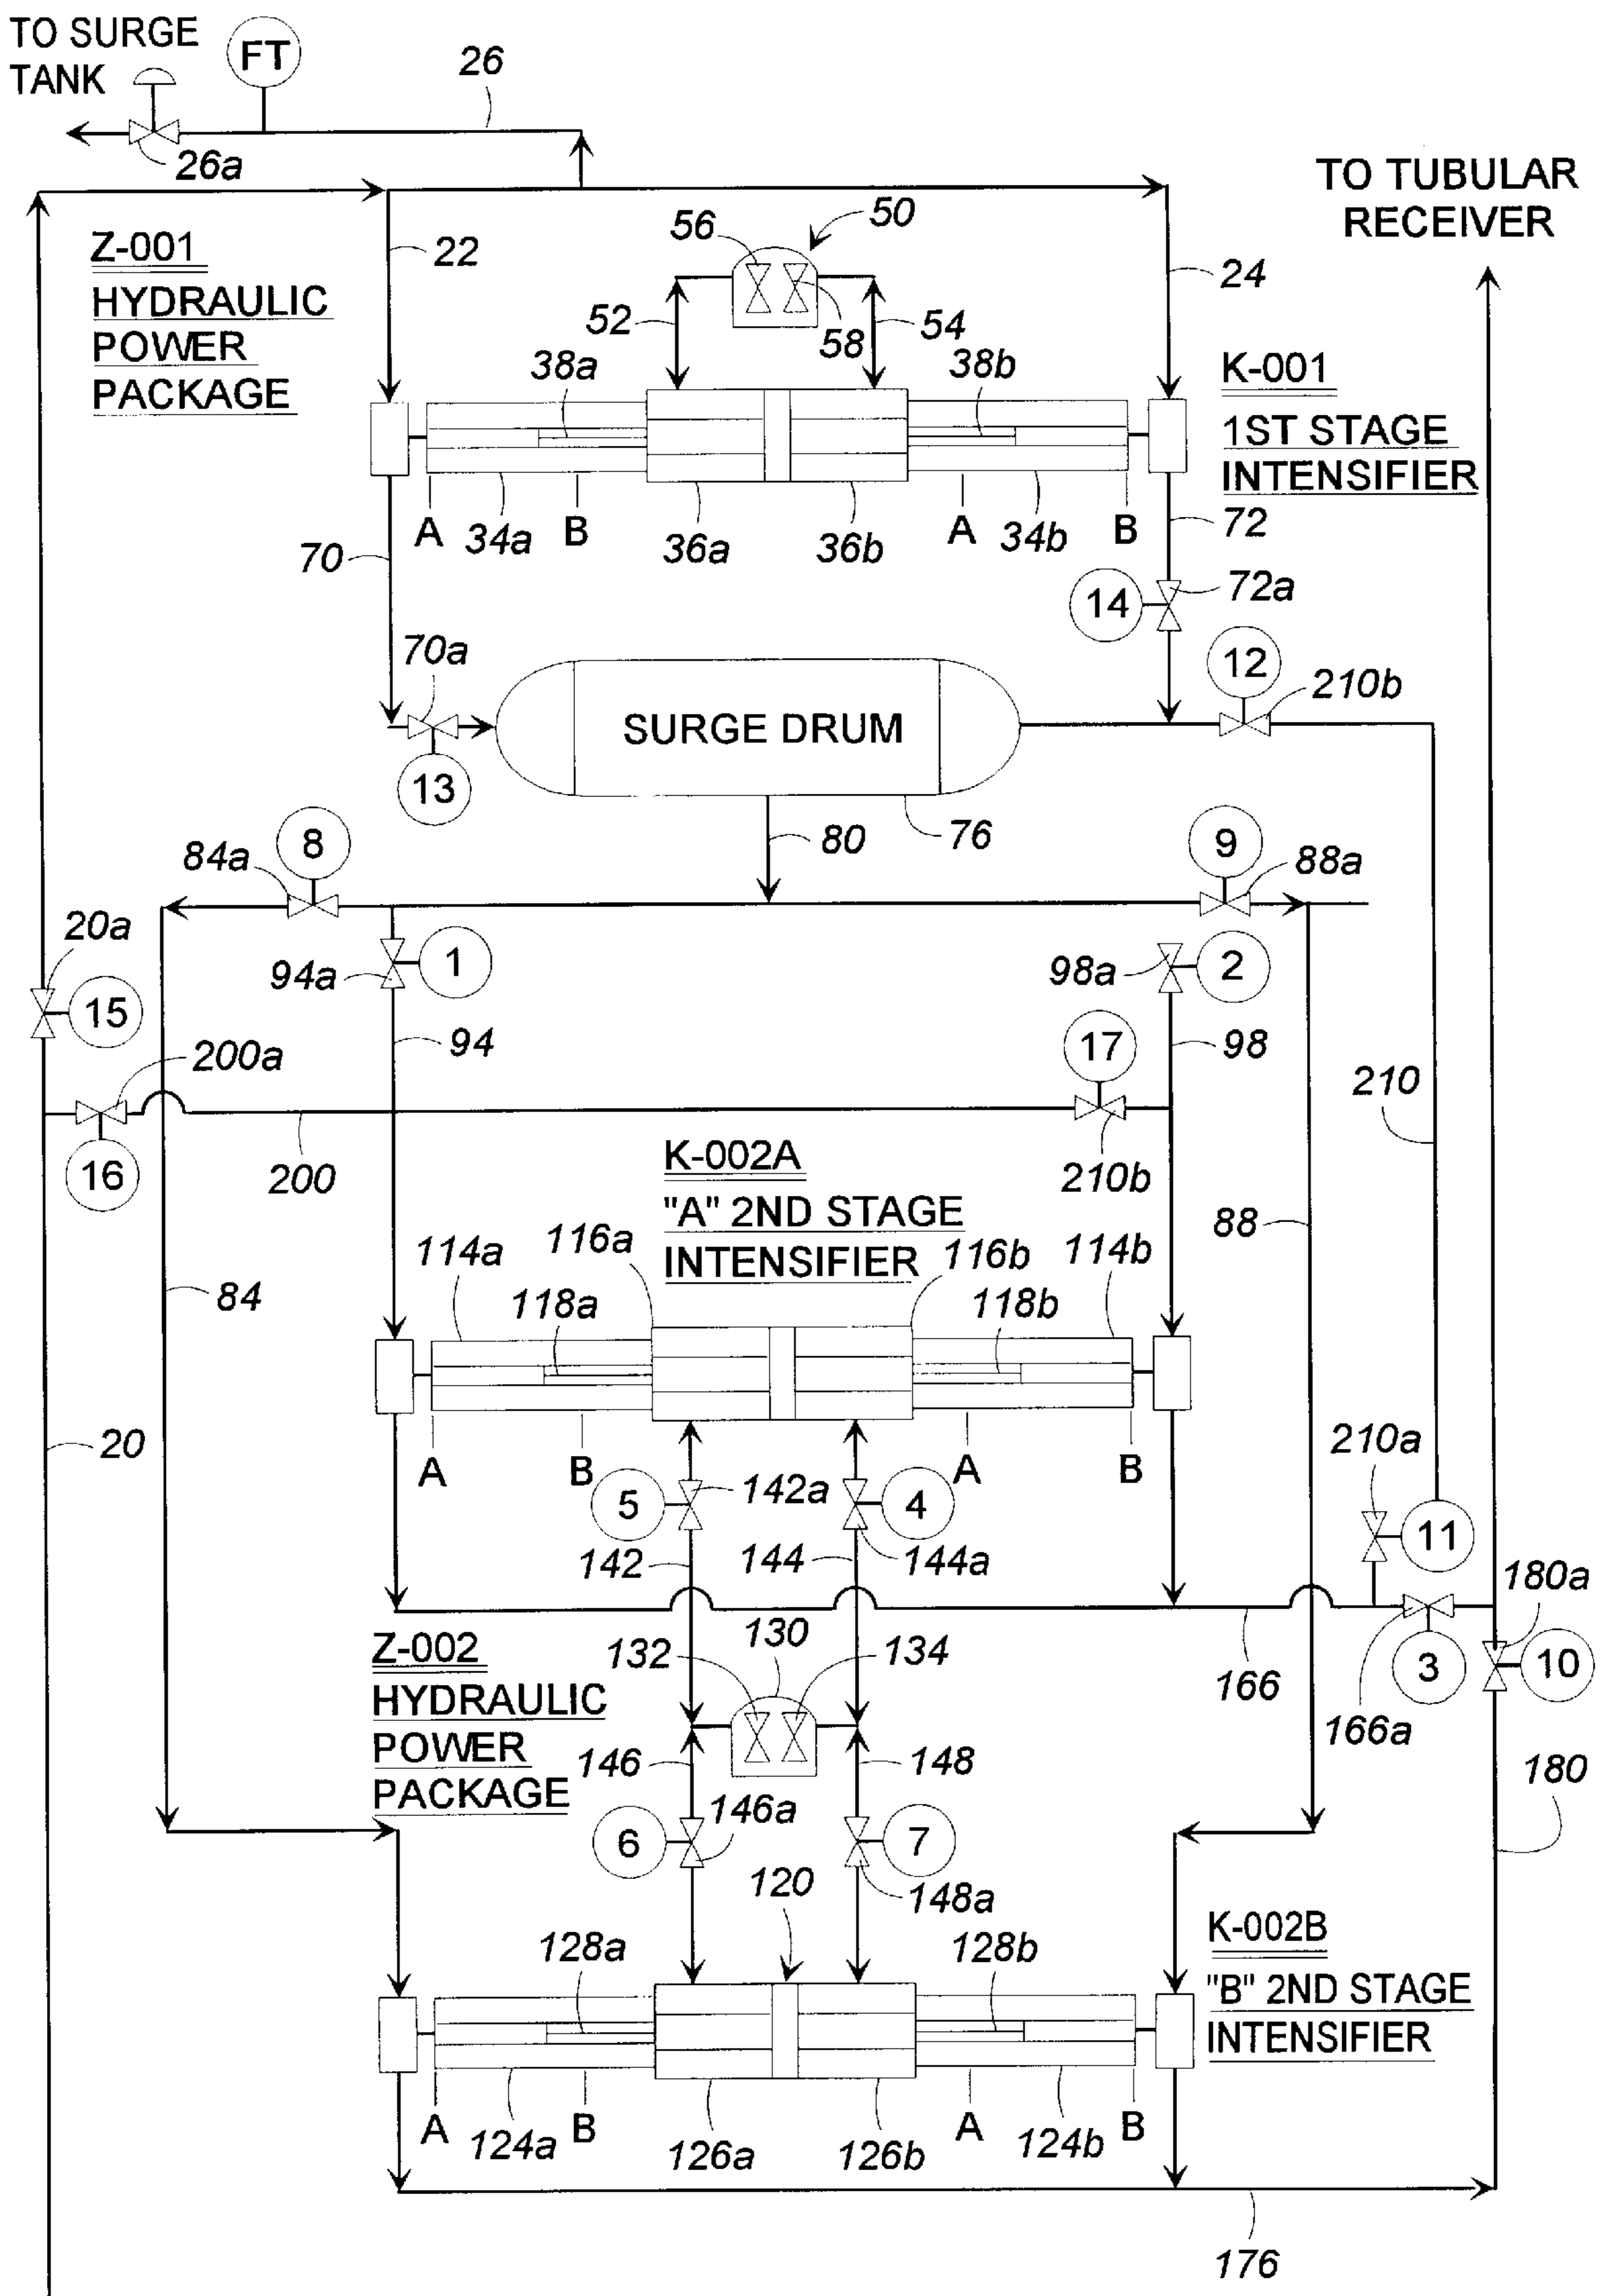 TO SURGE
TANK
FT
26
26a
TO TUBULAR
RECEIVER
Z-001
HYDRAULIC
POWER
PACKAGE
22
56
50
24
52
58
54
38a
38b
K-001
1ST STAGE
INTENSIFIER
A
34a
B
36a
36b
A
34b
B
72
70
14
72a
70a
12
210b
SURGE DRUM
13
80
76
8
84a
9
88a
20a
1
94a
98a
2
15
94
17
98
200a
210
16
200
K-002A
"A" 2ND STAGE
INTENSIFIER
210b
88
114a
116a
116b
114b
84
118a
118b
20
A
B
A
B
210a
5
142a
4
11
142
144
144a
180a
Z-002
HYDRAULIC
POWER
PACKAGE
132
130
134
166
3
10
166a
146
148
180
146a
6
7
120
148a
128a
128b
K-002B
"B" 2ND STAGE
INTENSIFIER
A
124a
B
126a
126b
A
124b
B
176